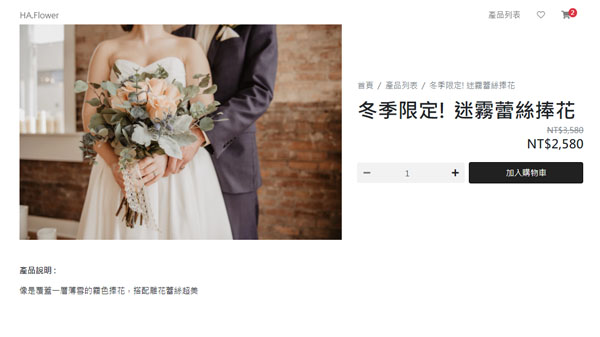 HA.Flower
產品列表
2
首頁 / 產品列表 / 冬季限定! 迷霧蕾絲捧花
冬季限定! 迷霧蕾絲捧花
NT$3,580
NT$2,580
− 1 +
加入購物車
產品說明 :
像是覆蓋一層薄雪的霧色捧花，搭配雕花蕾絲超美